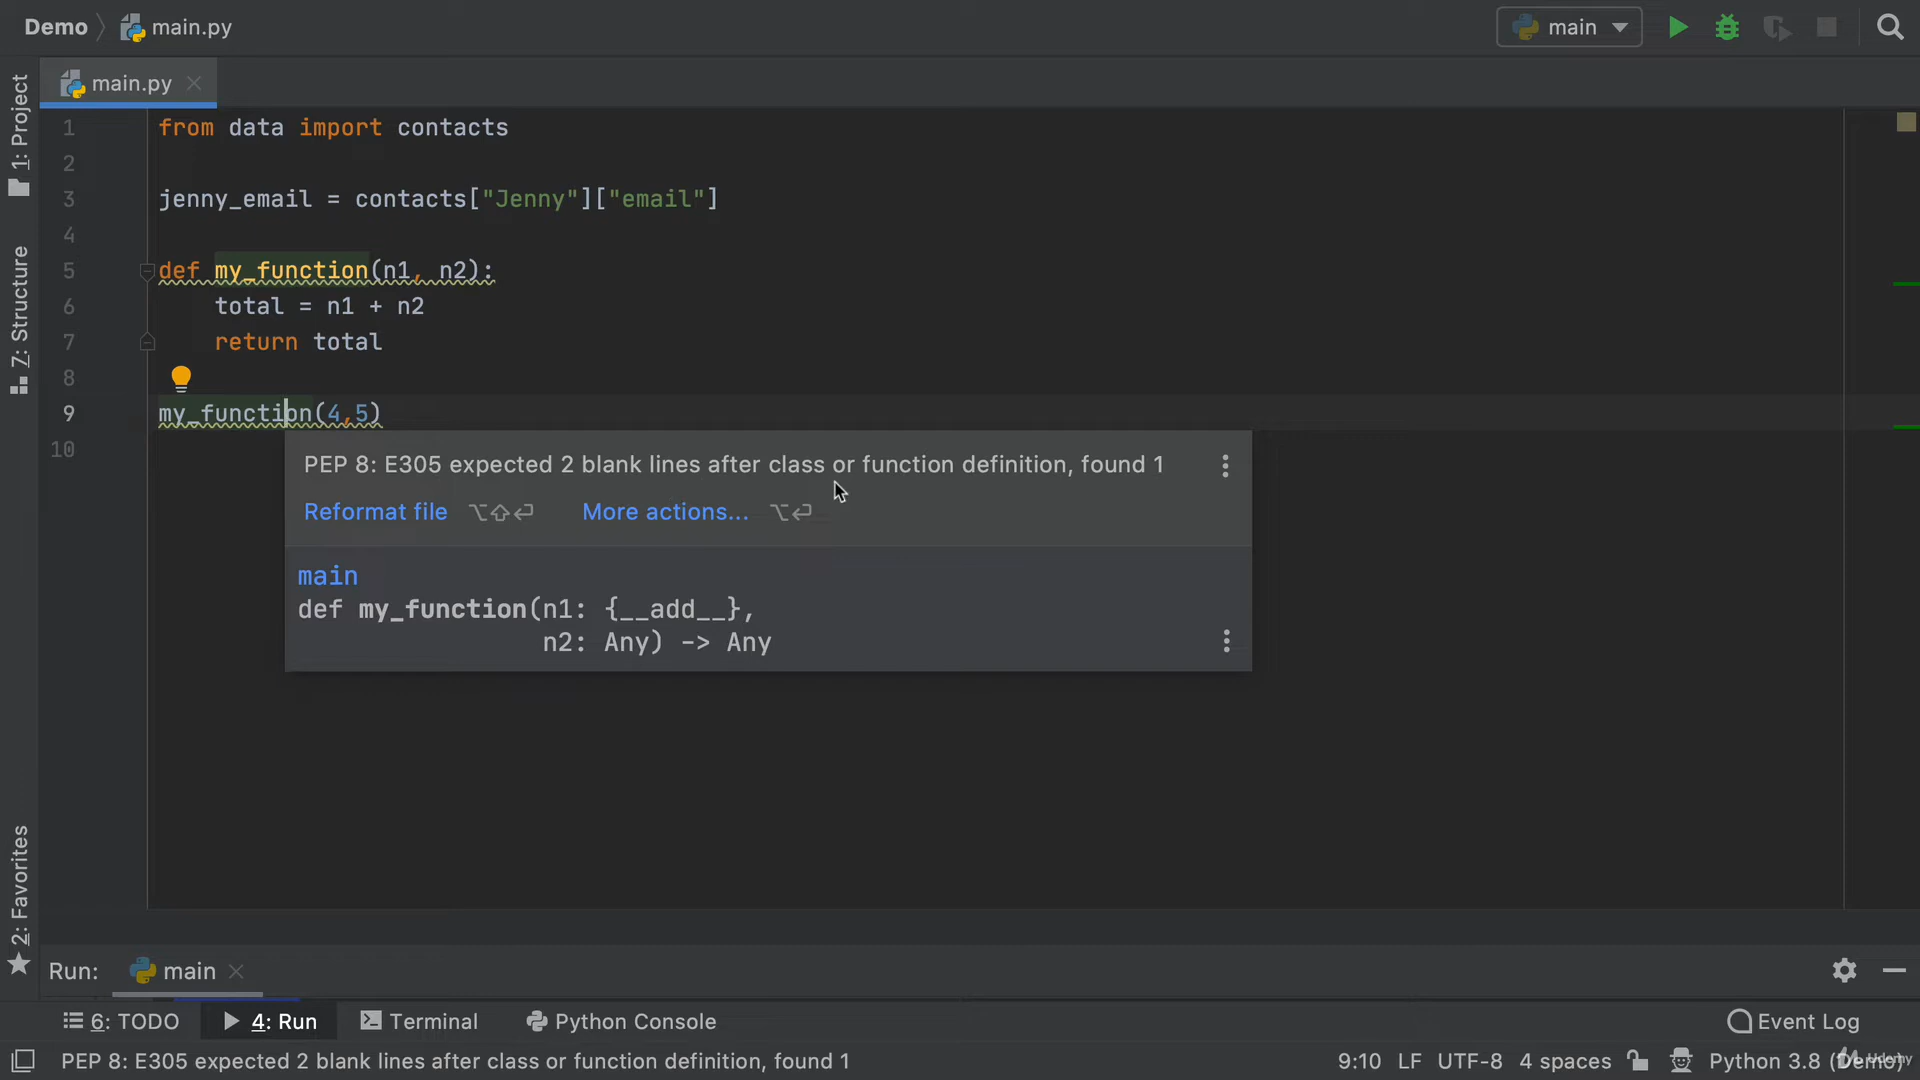 Demo main.py main
main.py
1: Project
Z: Structure
2: Favorites
1 from data import contacts
2
3 jenny_email = contacts["Jenny"]["email"]
4
5 def my_function(n1, n2):
6 total = n1 + n2
7 return total
8
9 my_function(4,5)
10
PEP 8: E305 expected 2 blank lines after class or function definition, found 1
Reformat file ⌥⇧⏎ More actions... ⌥⏎
main
def my_function(n1: {__add__},
n2: Any) -> Any
Run: main
6: TODO 4: Run Terminal Python Console Event Log
PEP 8: E305 expected 2 blank lines after class or function definition, found 1 9:10 LF UTF-8 4 spaces Python 3.8 (Demo)
Udemy